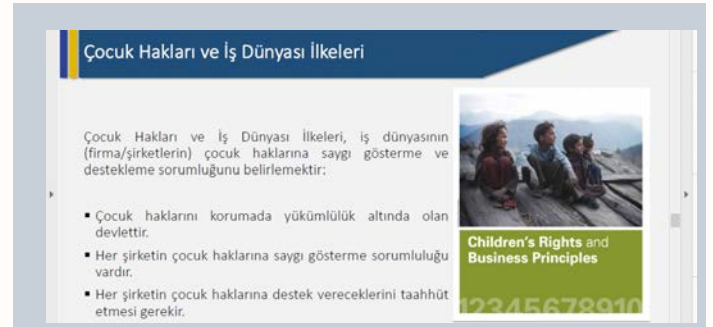 Çocuk Hakları ve İş Dünyası İlkeleri
Çocuk Hakları ve İş Dünyası İlkeleri, iş dünyasının
(firma/şirketlerin) çocuk haklarına saygı gösterme ve
destekleme sorumluğunu belirlemektir:
▪ Çocuk haklarını korumada yükümlülük altında olan
devlettir.
▪ Her şirketin çocuk haklarına saygı gösterme sorumluluğu
vardır.
▪ Her şirketin çocuk haklarına destek vereceklerini taahhüt
etmesi gerekir.
Children's Rights and
Business Principles
12345678910